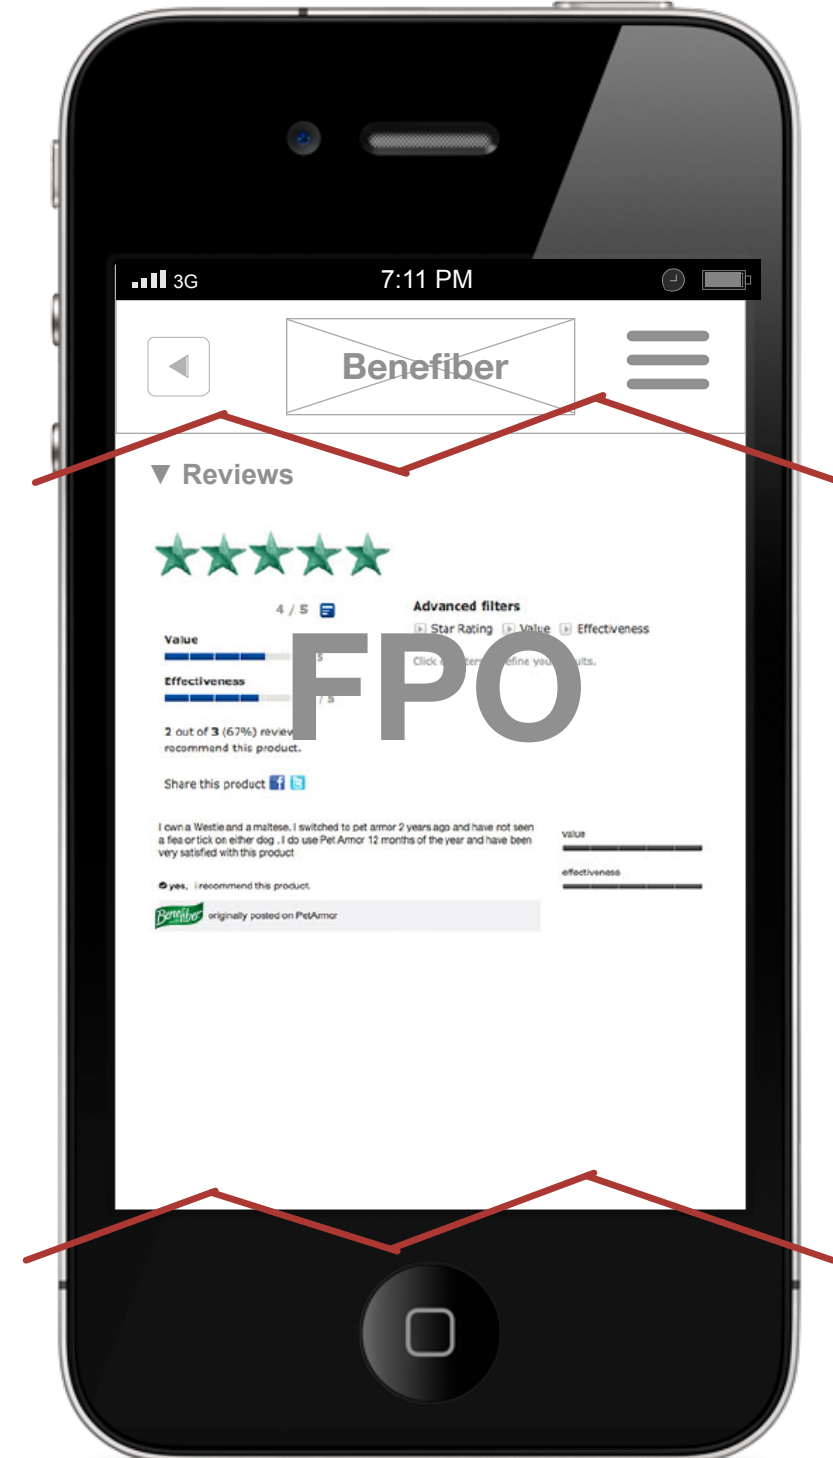 3G 7:11 PM
Benefiber
▼ Reviews
4 / 5
Advanced filters
Star Rating Value Effectiveness
Value
5
Click
your
Effectiveness
/ 5
FPO
2 out of 3 (67%)
recommend this product.
Share this product
I own a Westie and a maltese. I switched to pet armor 2 years ago and have not seen
a flea or tick on either dog . I do use Pet Armor 12 months of the year and have been
very satisfied with this product
value
effectiveness
yes, i recommend this product.
Benefiber originally posted on PetArmor